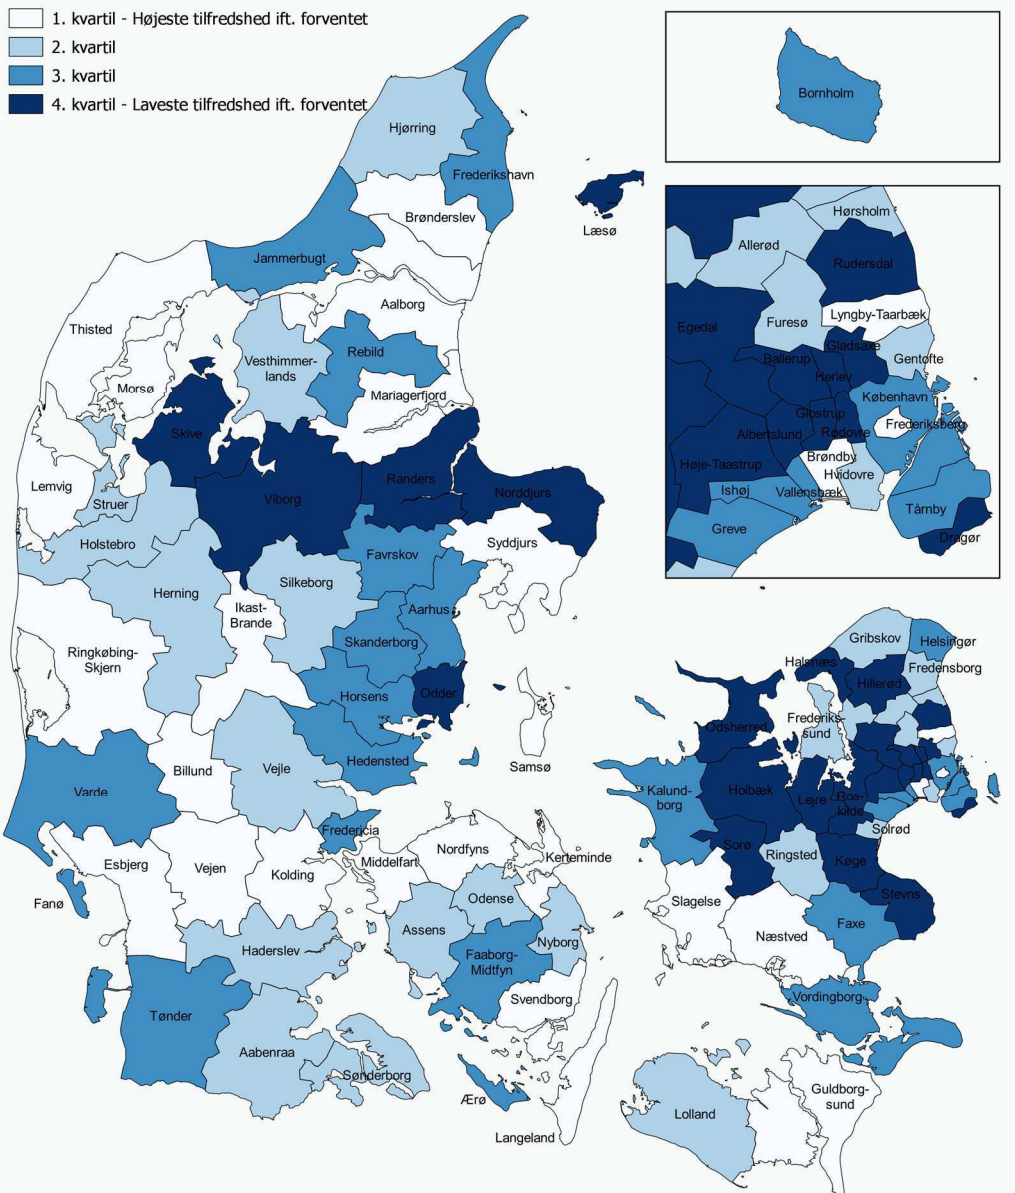 1. kvartil - Højeste tilfredshed ift. forventet
2. kvartil
3. kvartil
4. kvartil - Laveste tilfredshed ift. forventet
Hjørring
Frederikshavn
Brønderslev
Læsø
Jammerbugt
Aalborg
Thisted
Vesthimmer-
lands
Rebild
Morsø
Mariagerfjord
Skive
Lemvig
Struer
Viborg
Randers
Norddjurs
Holstebro
Favrskov
Syddjurs
Herning
Silkeborg
Ikast-
Brande
Aarhus
Skanderborg
Ringkøbing-
Skjern
Horsens
Odder
Samsø
Hedensted
Billund
Vejle
Varde
Fredericia
Esbjerg
Vejen
Kolding
Middelfart
Nordfyns
Kerteminde
Fanø
Odense
Assens
Nyborg
Haderslev
Faaborg-
Midtfyn
Svendborg
Tønder
Aabenraa
Sønderborg
Ærø
Langeland
Bornholm
Hørsholm
Allerød
Rudersdal
Egedal
Furesø
Lyngby-Taarbæk
Gladsaxe
Ballerup
Gentofte
Herlev
København
Glostrup
Frederiksberg
Albertslund
Rødovre
Brøndby
Høje-Taastrup
Hvidovre
Ishøj
Vallensbæk
Tårnby
Greve
Dragør
Gribskov
Helsingør
Halsnæs
Fredensborg
Hillerød
Odsherred
Frederiks-
sund
Kalund-
borg
Holbæk
Lejre
Ros-
kilde
Solrød
Sorø
Ringsted
Køge
Slagelse
Stevns
Næstved
Faxe
Vordingborg
Guldborg-
sund
Lolland